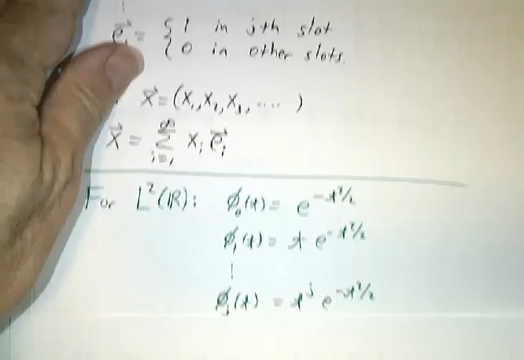 e⃗ⱼ = { 1 in jth slot
0 in other slots.
x⃗ = (x₁, x₂, x₃, .... )
x⃗ = ∑_{i=1}^{∞} xᵢ e⃗ᵢ
For L²(ℝ): ϕ₀(x) = e^{-x²/2}
ϕ₁(x) = x e^{-x²/2}
⋮
ϕⱼ(x) = x^j e^{-x²/2}